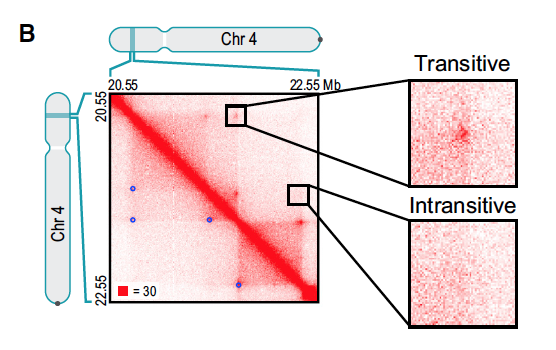 B
Chr 4
Transitive
20.55
22.55 Mb
20.55
Chr 4
Intransitive
22.55
= 30